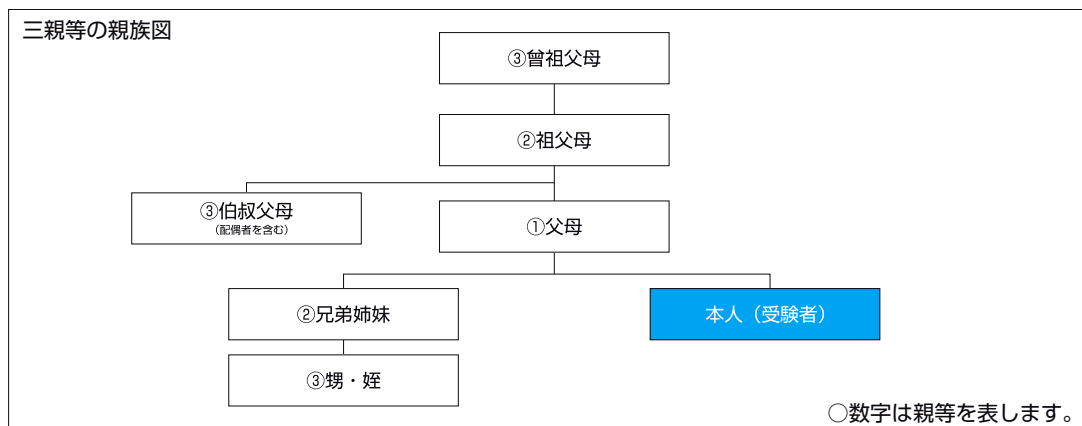 三親等の親族図
③曾祖父母
②祖父母
③伯叔父母
（配偶者を含む）
①父母
②兄弟姉妹
本人（受験者）
③甥・姪
○数字は親等を表します。